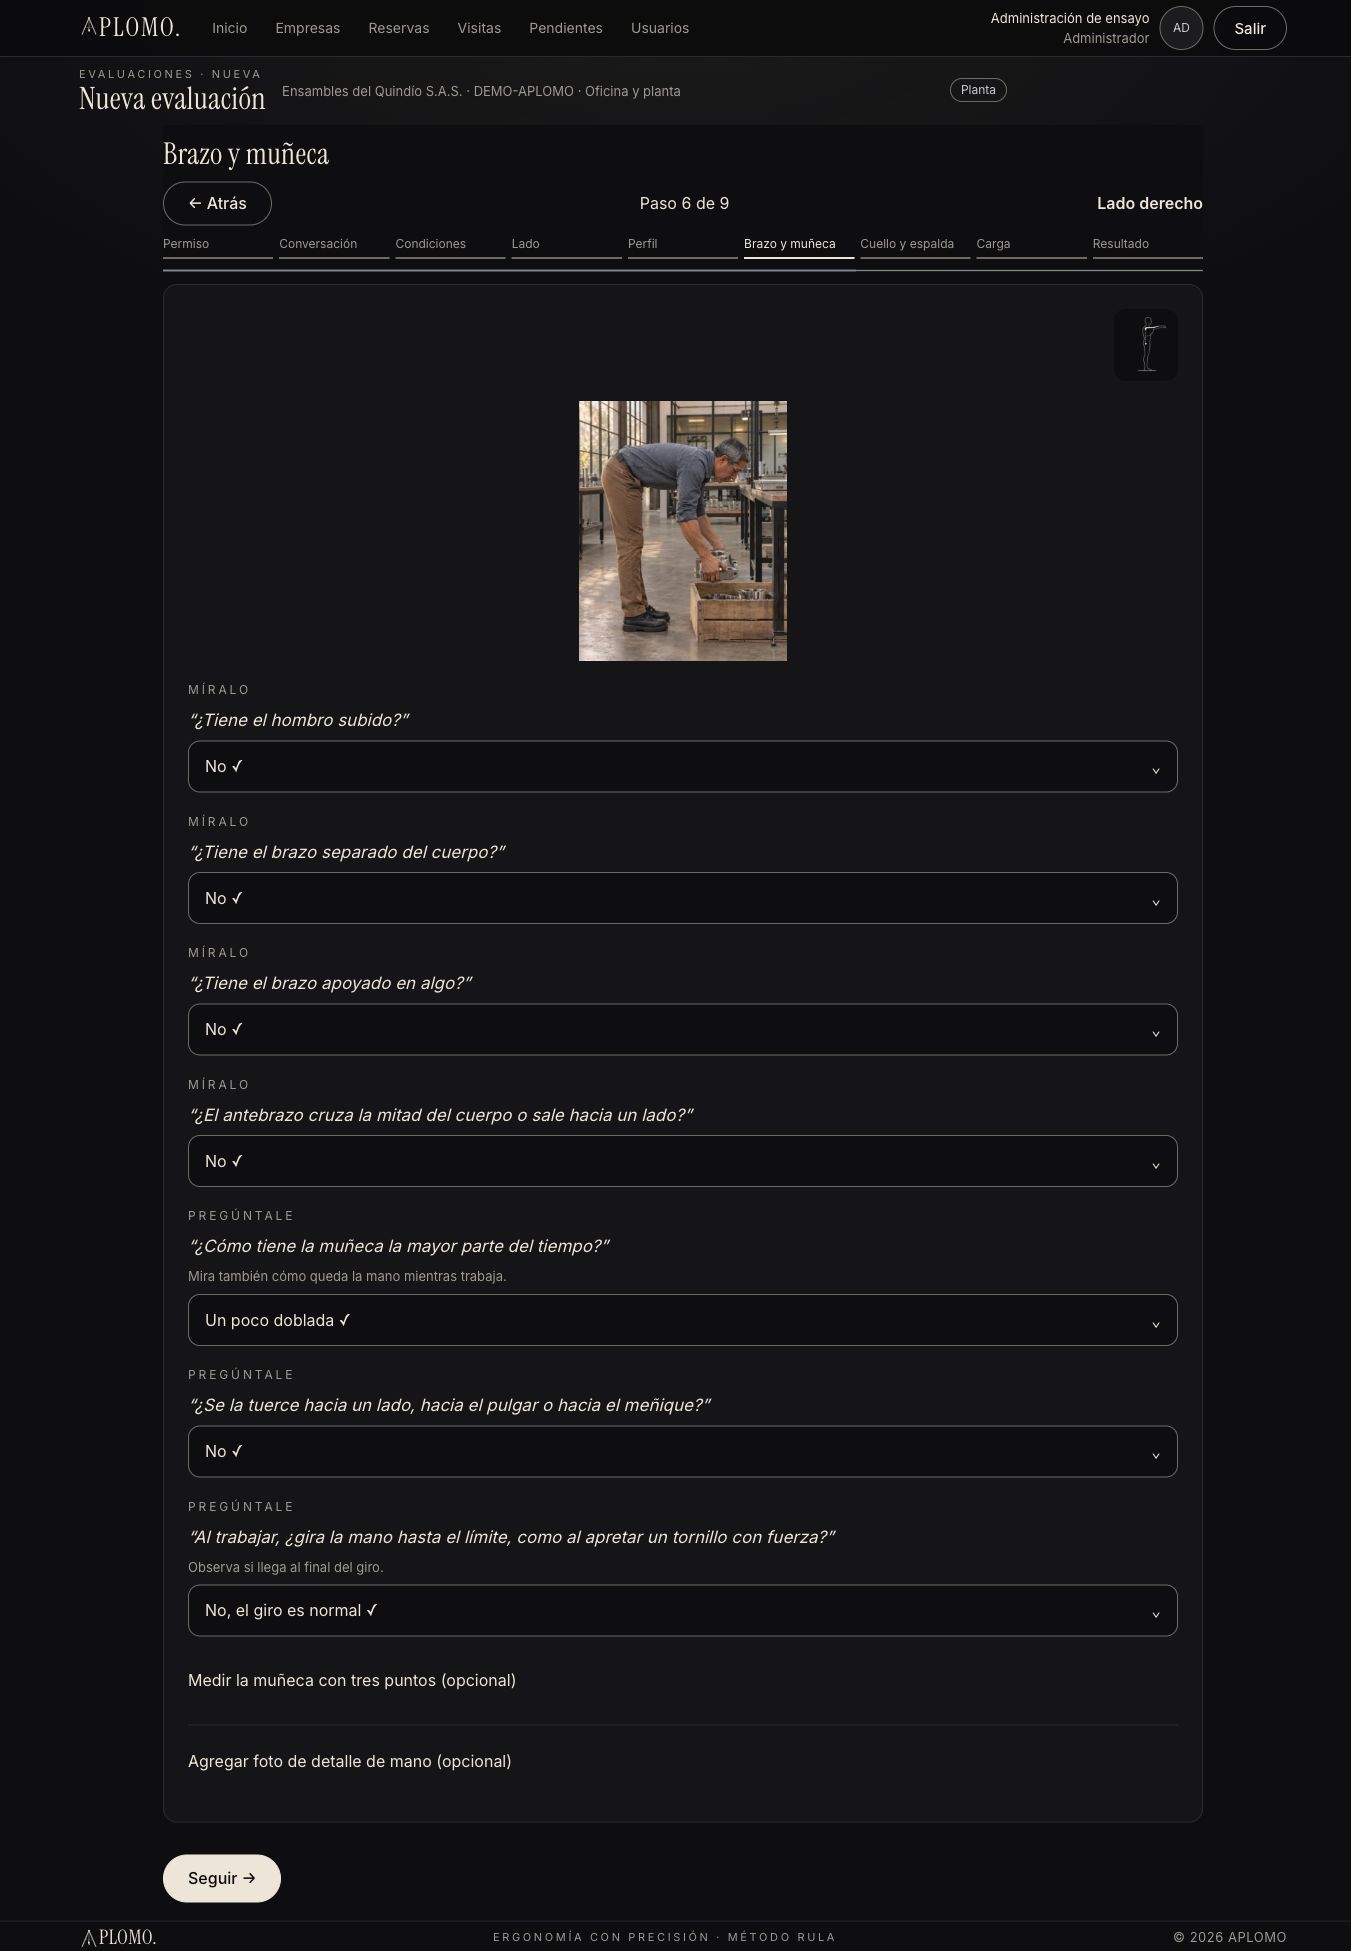 APLOMO.
Inicio
Empresas
Reservas
Visitas
Pendientes
Usuarios
Administración de ensayo
Administrador
AD
Salir
EVALUACIONES · NUEVA
Nueva evaluación
Ensambles del Quindío S.A.S. · DEMO-APLOMO · Oficina y planta
Planta
Brazo y muñeca
← Atrás
Paso 6 de 9
Lado derecho
Permiso
Conversación
Condiciones
Lado
Perfil
Brazo y muñeca
Cuello y espalda
Carga
Resultado
MÍRALO
“¿Tiene el hombro subido?”
No ✓
MÍRALO
“¿Tiene el brazo separado del cuerpo?”
No ✓
MÍRALO
“¿Tiene el brazo apoyado en algo?”
No ✓
MÍRALO
“¿El antebrazo cruza la mitad del cuerpo o sale hacia un lado?”
No ✓
PREGÚNTALE
“¿Cómo tiene la muñeca la mayor parte del tiempo?”
Mira también cómo queda la mano mientras trabaja.
Un poco doblada ✓
PREGÚNTALE
“¿Se la tuerce hacia un lado, hacia el pulgar o hacia el meñique?”
No ✓
PREGÚNTALE
“Al trabajar, ¿gira la mano hasta el límite, como al apretar un tornillo con fuerza?”
Observa si llega al final del giro.
No, el giro es normal ✓
Medir la muñeca con tres puntos (opcional)
Agregar foto de detalle de mano (opcional)
Seguir →
APLOMO.
ERGONOMÍA CON PRECISIÓN · MÉTODO RULA
© 2026 APLOMO